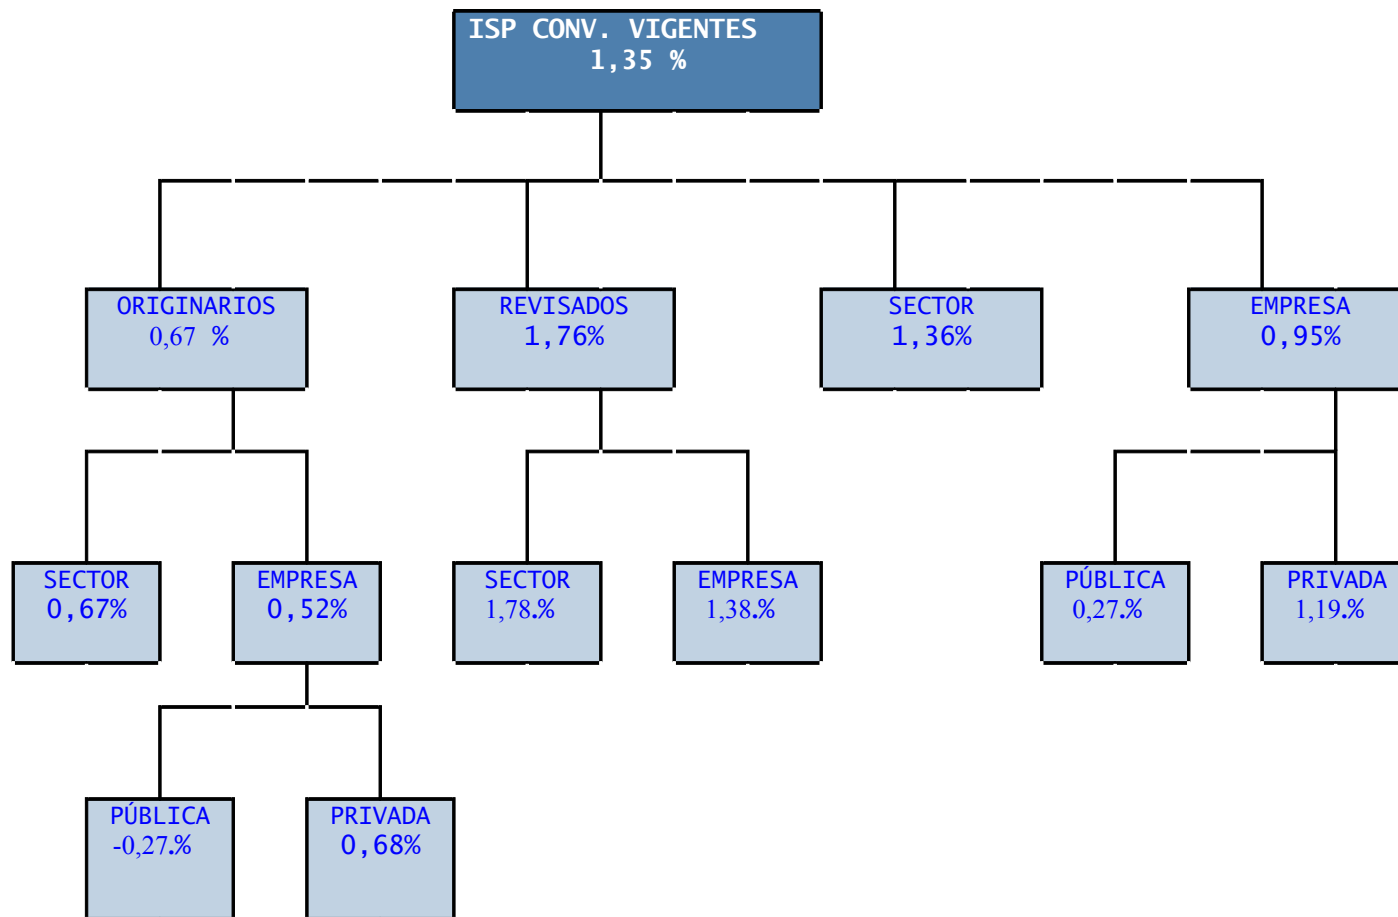 ISP CONV. VIGENTES
1,35 %
ORIGINARIOS
0,67 %
REVISADOS
1,76%
SECTOR
1,36%
EMPRESA
0,95%
SECTOR
0,67%
EMPRESA
0,52%
SECTOR
1,78.%
EMPRESA
1,38.%
PÚBLICA
0,27.%
PRIVADA
1,19.%
PÚBLICA
-0,27.%
PRIVADA
0,68%